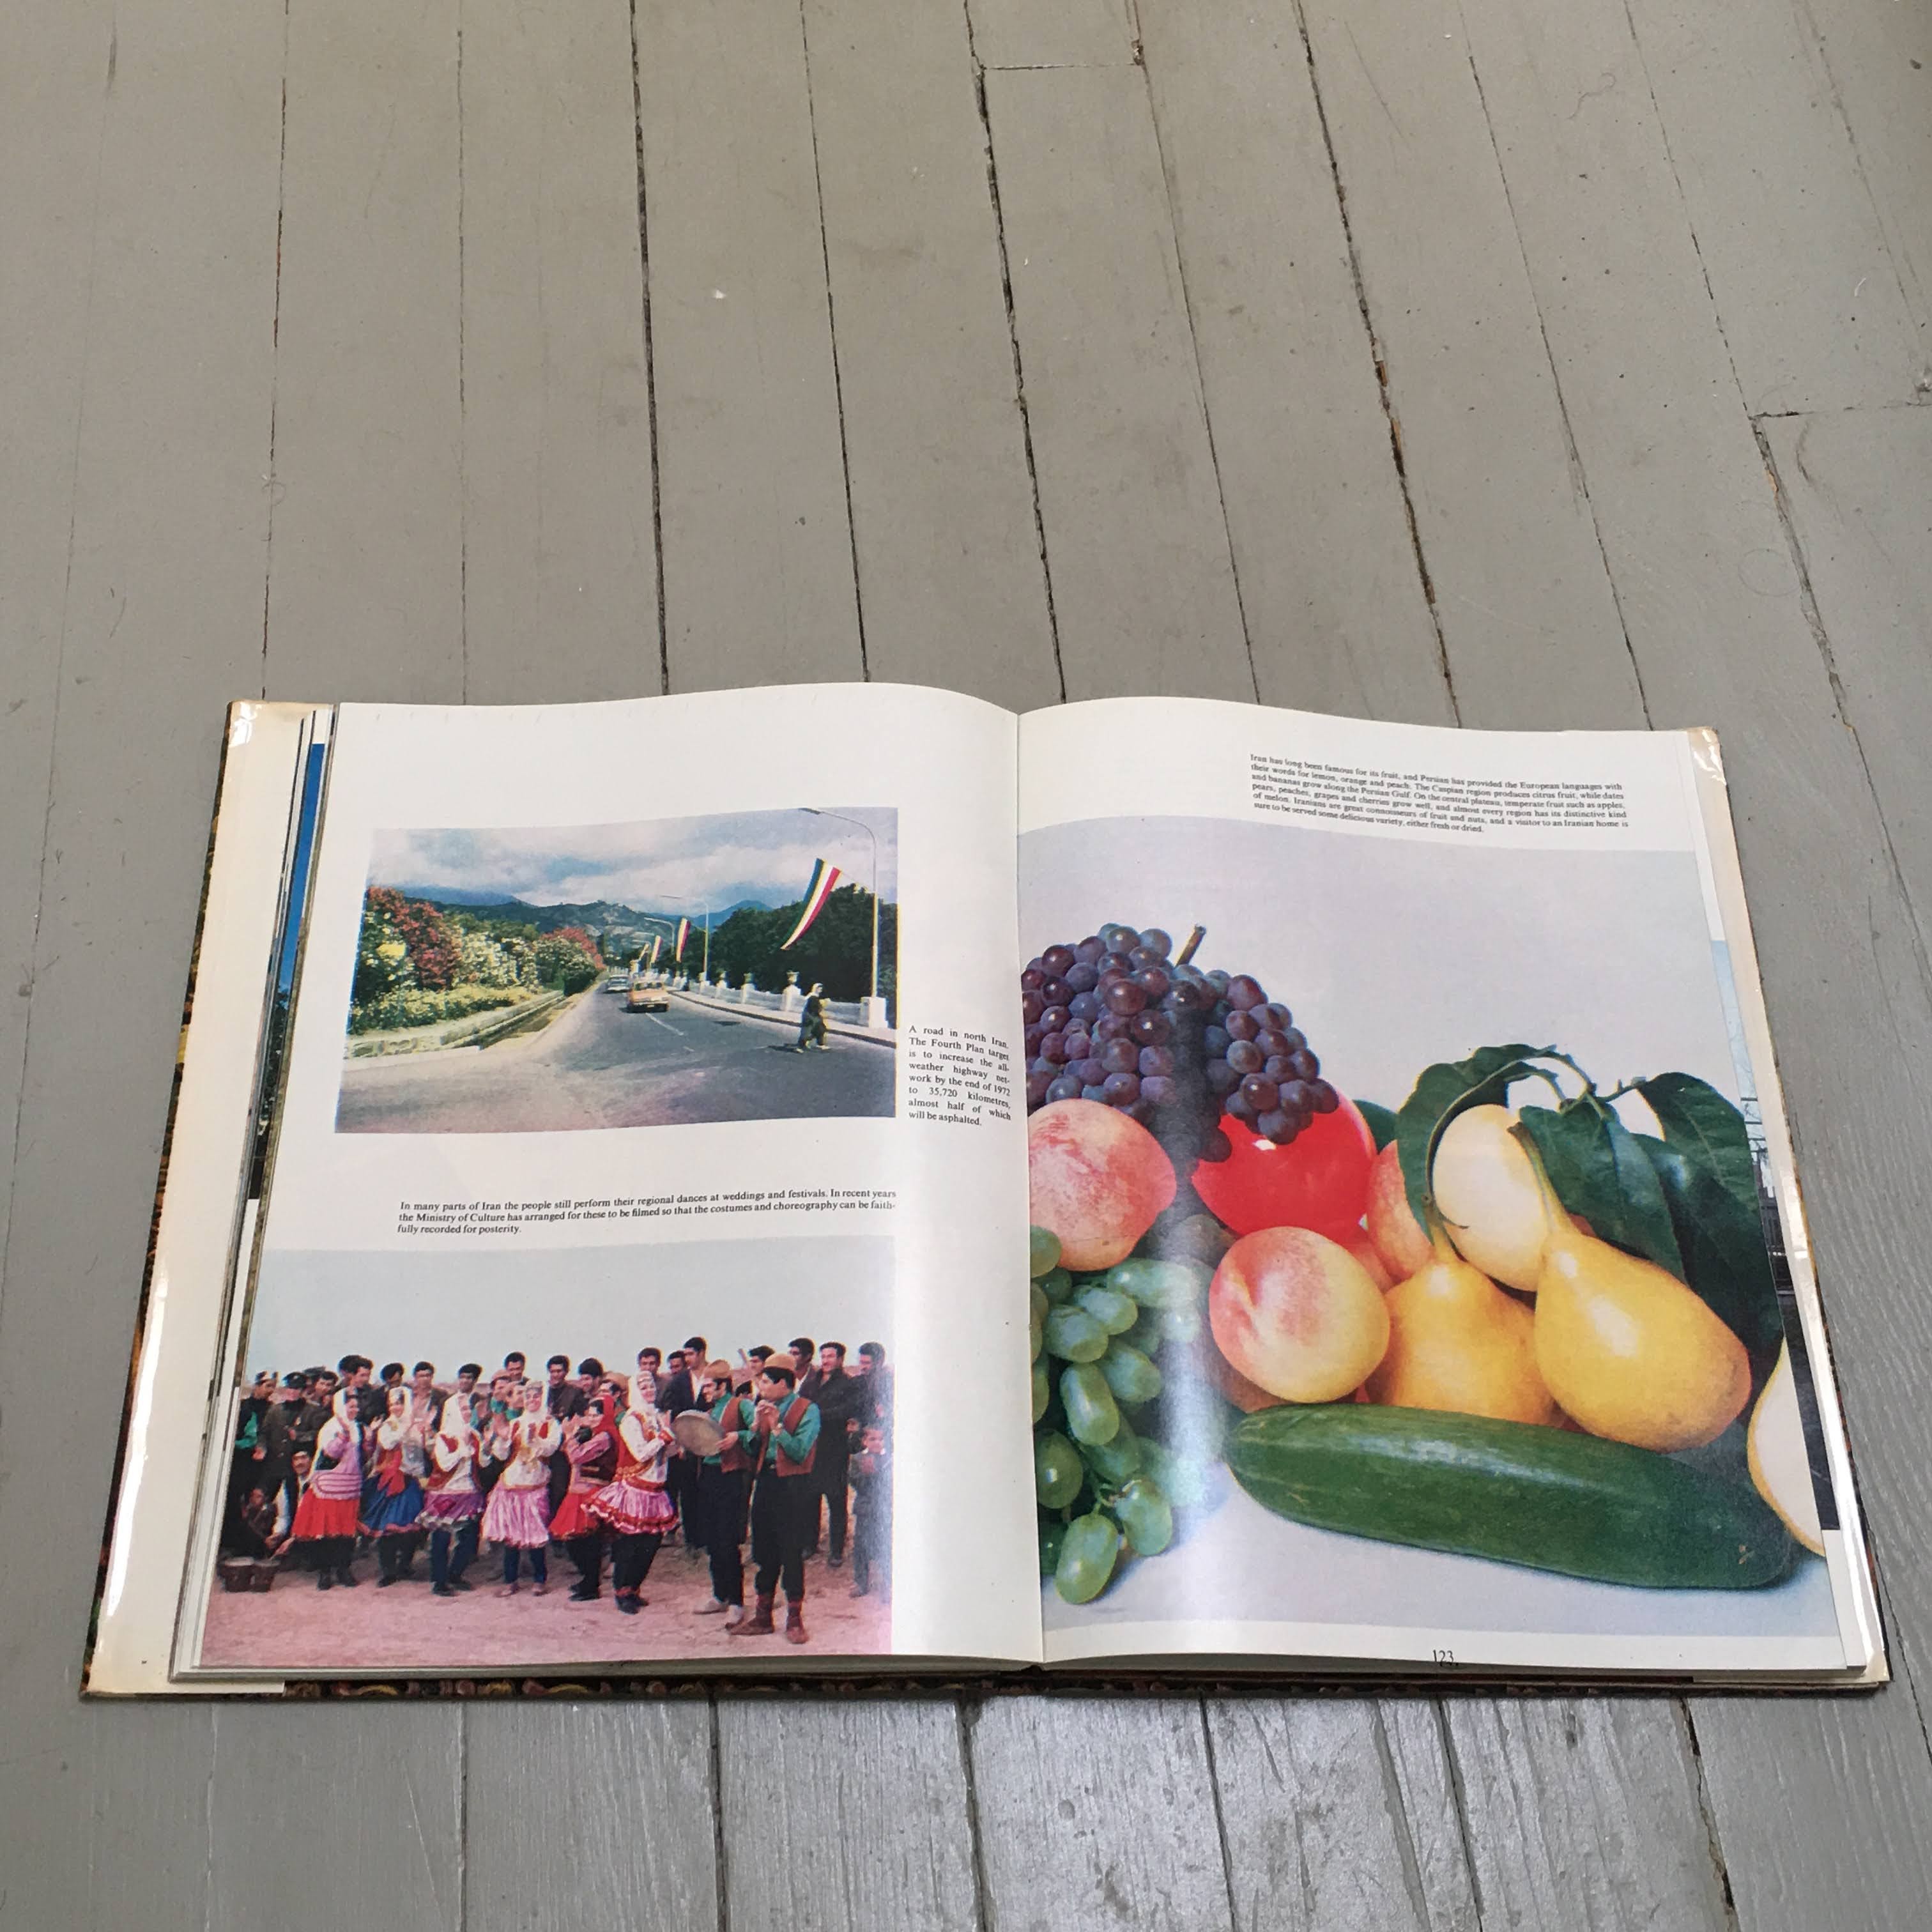 A road in north Iran.
The Fourth Plan target
is to increase the all-
weather highway net-
work by the end of 1972
to 35,720 kilometres,
almost half of which
will be asphalted.
In many parts of Iran the people still perform their regional dances at weddings and festivals. In recent years
the Ministry of Culture has arranged for these to be filmed so that the costumes and choreography can be faith-
fully recorded for posterity.
Iran has long been famous for its fruit, and Persian has provided the European languages with
their words for lemon, orange and peach. The Caspian region produces citrus fruit, while dates
and bananas grow along the Persian Gulf. On the central plateau, temperate fruit such as apples,
pears, peaches, grapes and cherries grow well, and almost every region has its distinctive kind
of melon. Iranians are great connoisseurs of fruit and nuts, and a visitor to an Iranian home is
sure to be served some delicious variety, either fresh or dried.
123